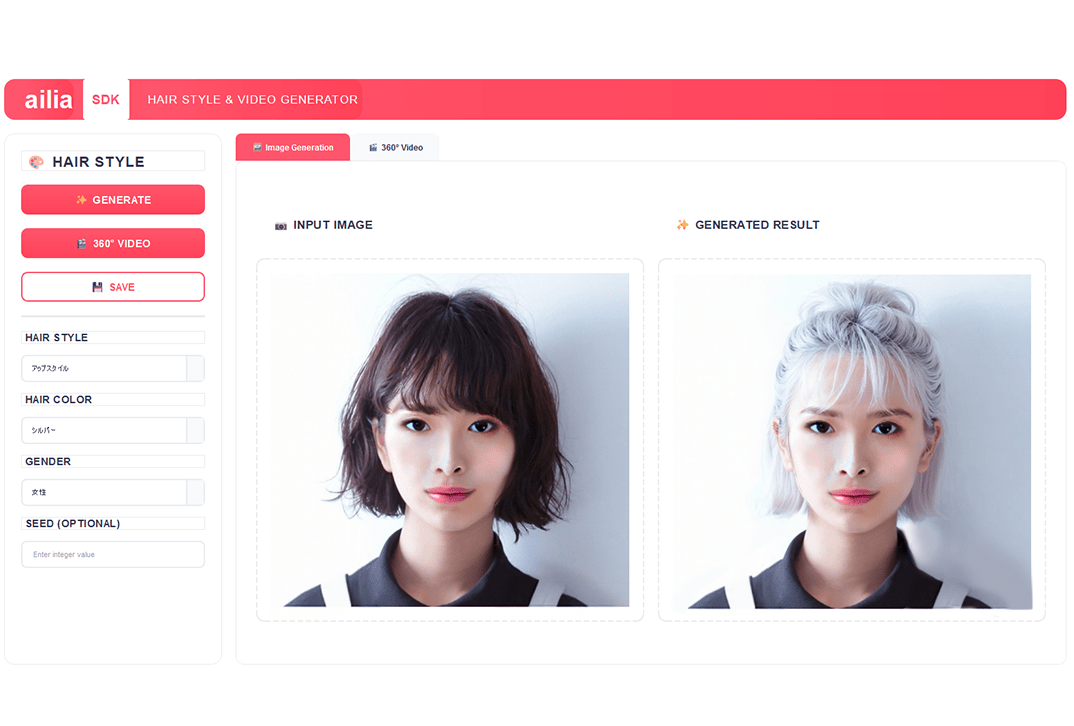 ailia SDK HAIR STYLE & VIDEO GENERATOR
HAIR STYLE
GENERATE
360° VIDEO
SAVE
HAIR STYLE
アップスタイル
HAIR COLOR
シルバー
GENDER
女性
SEED (OPTIONAL)
Enter integer value
Image Generation
360° Video
INPUT IMAGE
GENERATED RESULT